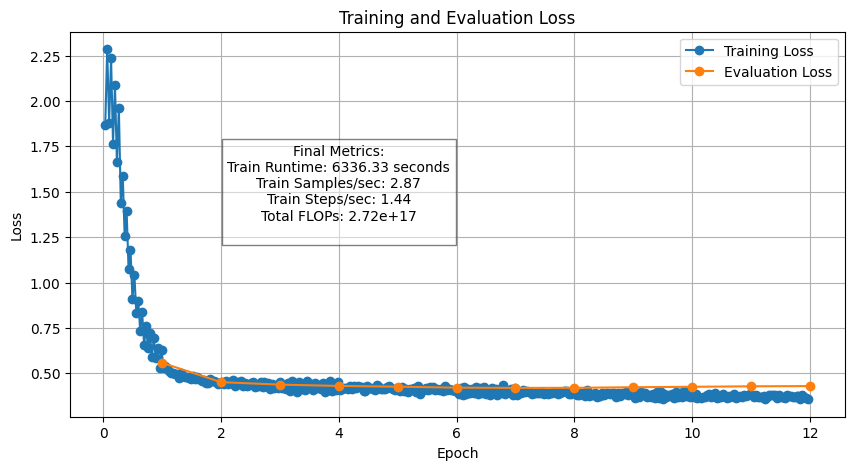 Training and Evaluation Loss
Training Loss
Evaluation Loss
Final Metrics:
Train Runtime: 6336.33 seconds
Train Samples/sec: 2.87
Train Steps/sec: 1.44
Total FLOPs: 2.72e+17
Loss
2.25
2.00
1.75
1.50
1.25
1.00
0.75
0.50
0
2
4
6
8
10
12
Epoch